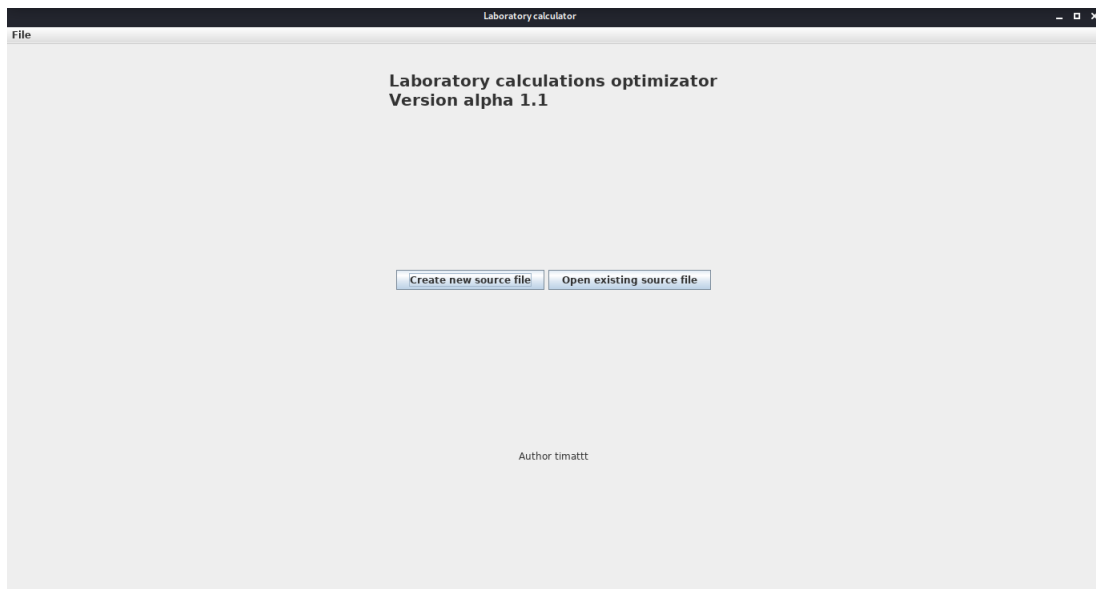 Laboratory calculator
File
Laboratory calculations optimizator
Version alpha 1.1
Create new source file
Open existing source file
Author timattt